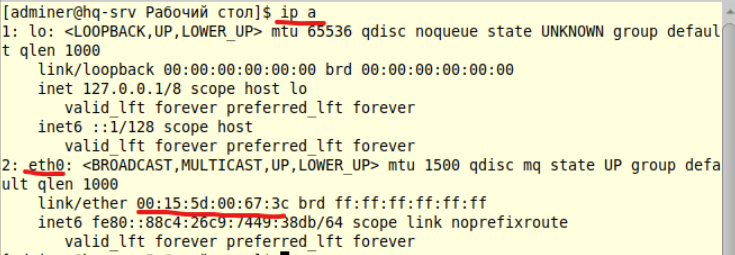 [adminer@hq-srv Рабочий стол]$ ip a
1: lo: <LOOPBACK,UP,LOWER_UP> mtu 65536 qdisc noqueue state UNKNOWN group defaul
t qlen 1000
    link/loopback 00:00:00:00:00:00 brd 00:00:00:00:00:00
    inet 127.0.0.1/8 scope host lo
       valid_lft forever preferred_lft forever
    inet6 ::1/128 scope host
       valid_lft forever preferred_lft forever
2: eth0: <BROADCAST,MULTICAST,UP,LOWER_UP> mtu 1500 qdisc mq state UP group defa
ult qlen 1000
    link/ether 00:15:5d:00:67:3c brd ff:ff:ff:ff:ff:ff
    inet6 fe80::88c4:26c9:7449:38db/64 scope link noprefixroute
       valid_lft forever preferred_lft forever